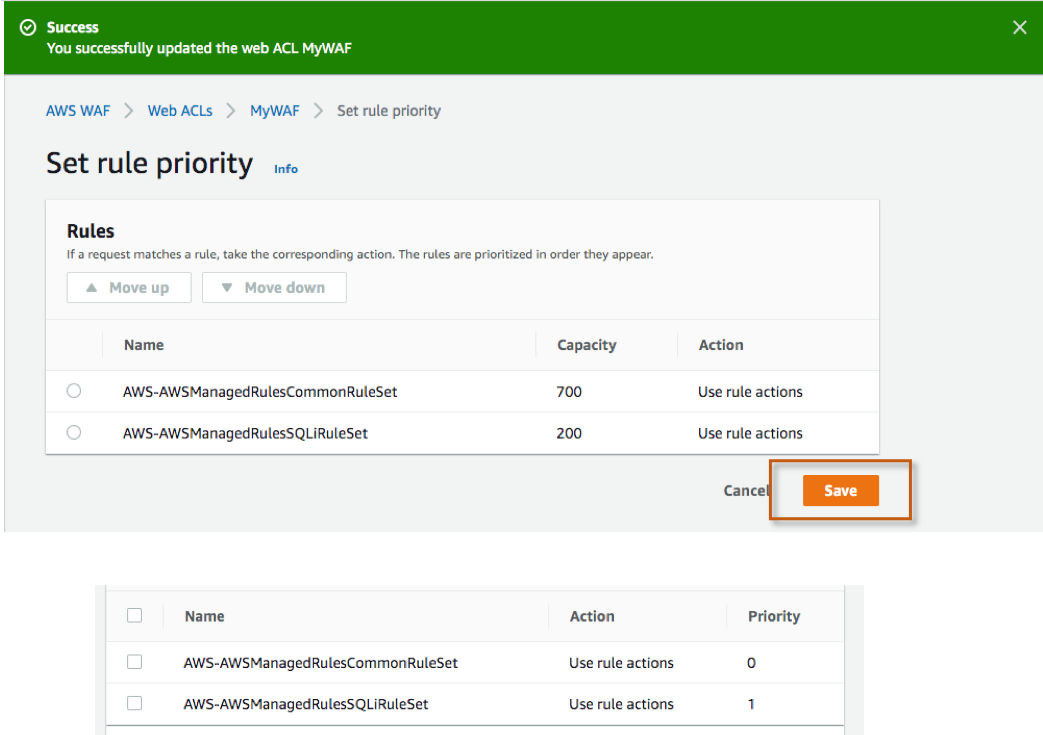 Success
You successfully updated the web ACL MyWAF
AWS WAF > Web ACLs > MyWAF > Set rule priority
Set rule priority Info
Rules
If a request matches a rule, take the corresponding action. The rules are prioritized in order they appear.
▲ Move up ▼ Move down
Name Capacity Action
AWS-AWSManagedRulesCommonRuleSet 700 Use rule actions
AWS-AWSManagedRulesSQLiRuleSet 200 Use rule actions
Cancel Save
Name Action Priority
AWS-AWSManagedRulesCommonRuleSet Use rule actions 0
AWS-AWSManagedRulesSQLiRuleSet Use rule actions 1